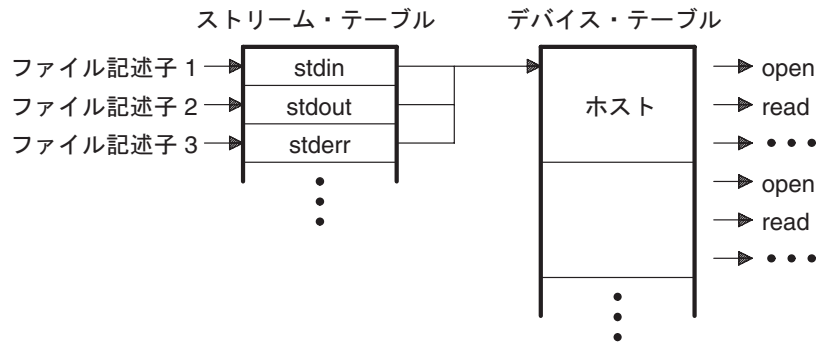 ストリーム・テーブル
デバイス・テーブル
ファイル記述子 1
stdin
ファイル記述子 2
stdout
ファイル記述子 3
stderr
ホスト
open
read
• • •
open
read
• • •